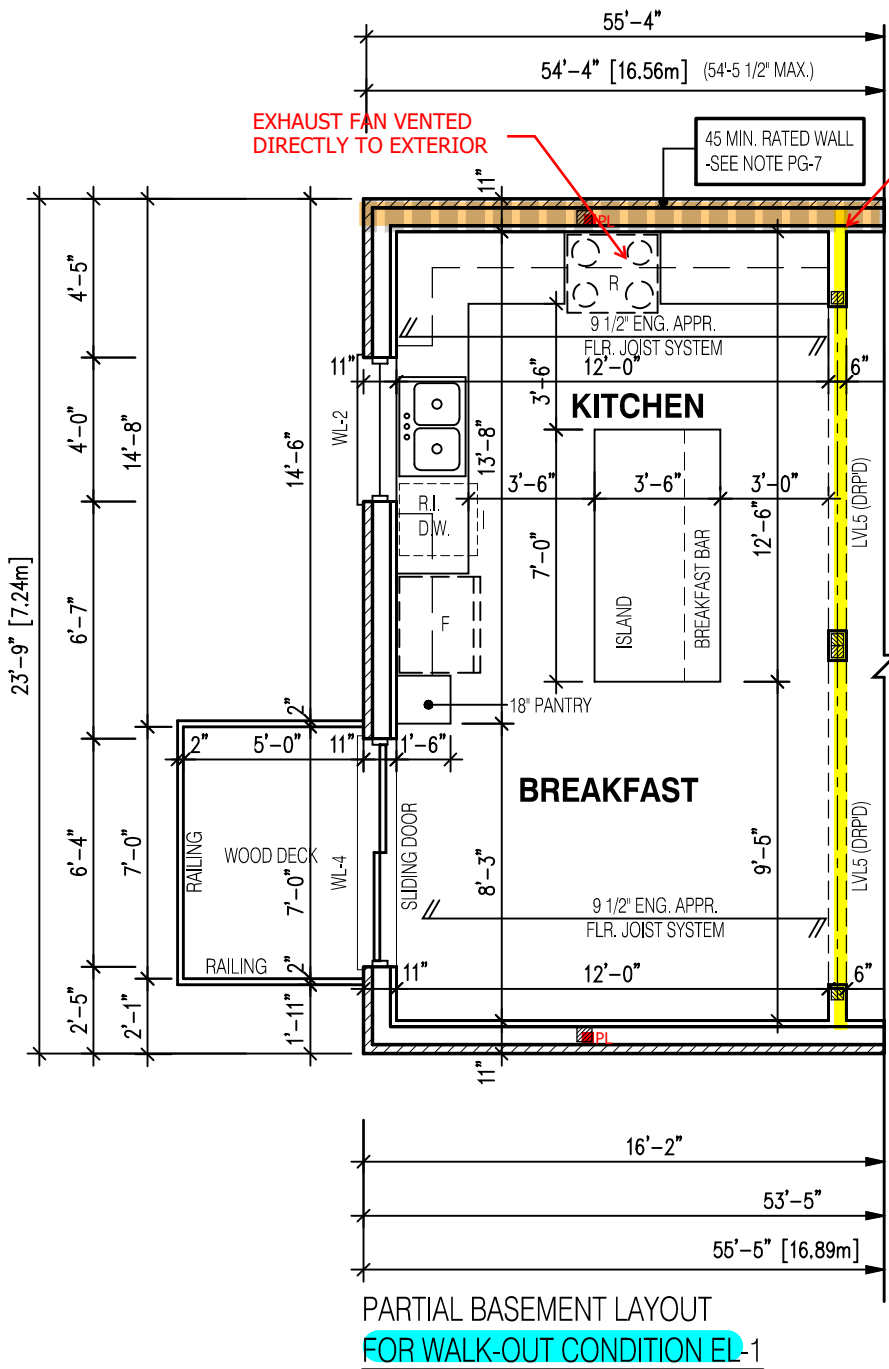 55'-4"
54'-4" [16.56m] (54'-5 1/2" MAX.)
EXHAUST FAN VENTED
DIRECTLY TO EXTERIOR
45 MIN. RATED WALL
-SEE NOTE PG-7
11"
PL
4'-5"
R
9 1/2" ENG. APPR.
FLR. JOIST SYSTEM
11"
12'-0"
6"
3'-6"
KITCHEN
WL-2
4'-0"
14'-8"
14'-6"
13'-8"
3'-6"
3'-6"
3'-0"
R.I.
D.W.
12'-6"
LVL5 (DRP'D)
7'-0"
23'-9" [7.24m]
6'-7"
F
ISLAND
BREAKFAST BAR
18" PANTRY
2"
2"
5'-0"
11"
1'-6"
BREAKFAST
RAILING
WOOD DECK
WL-4
SLIDING DOOR
6'-4"
7'-0"
7'-0"
8'-3"
9'-5"
LVL5 (DRP'D)
9 1/2" ENG. APPR.
FLR. JOIST SYSTEM
RAILING
2"
11"
12'-0"
6"
2'-5"
2'-1"
1'-11"
PL
11"
16'-2"
53'-5"
55'-5" [16.89m]
PARTIAL BASEMENT LAYOUT
FOR WALK-OUT CONDITION EL-1